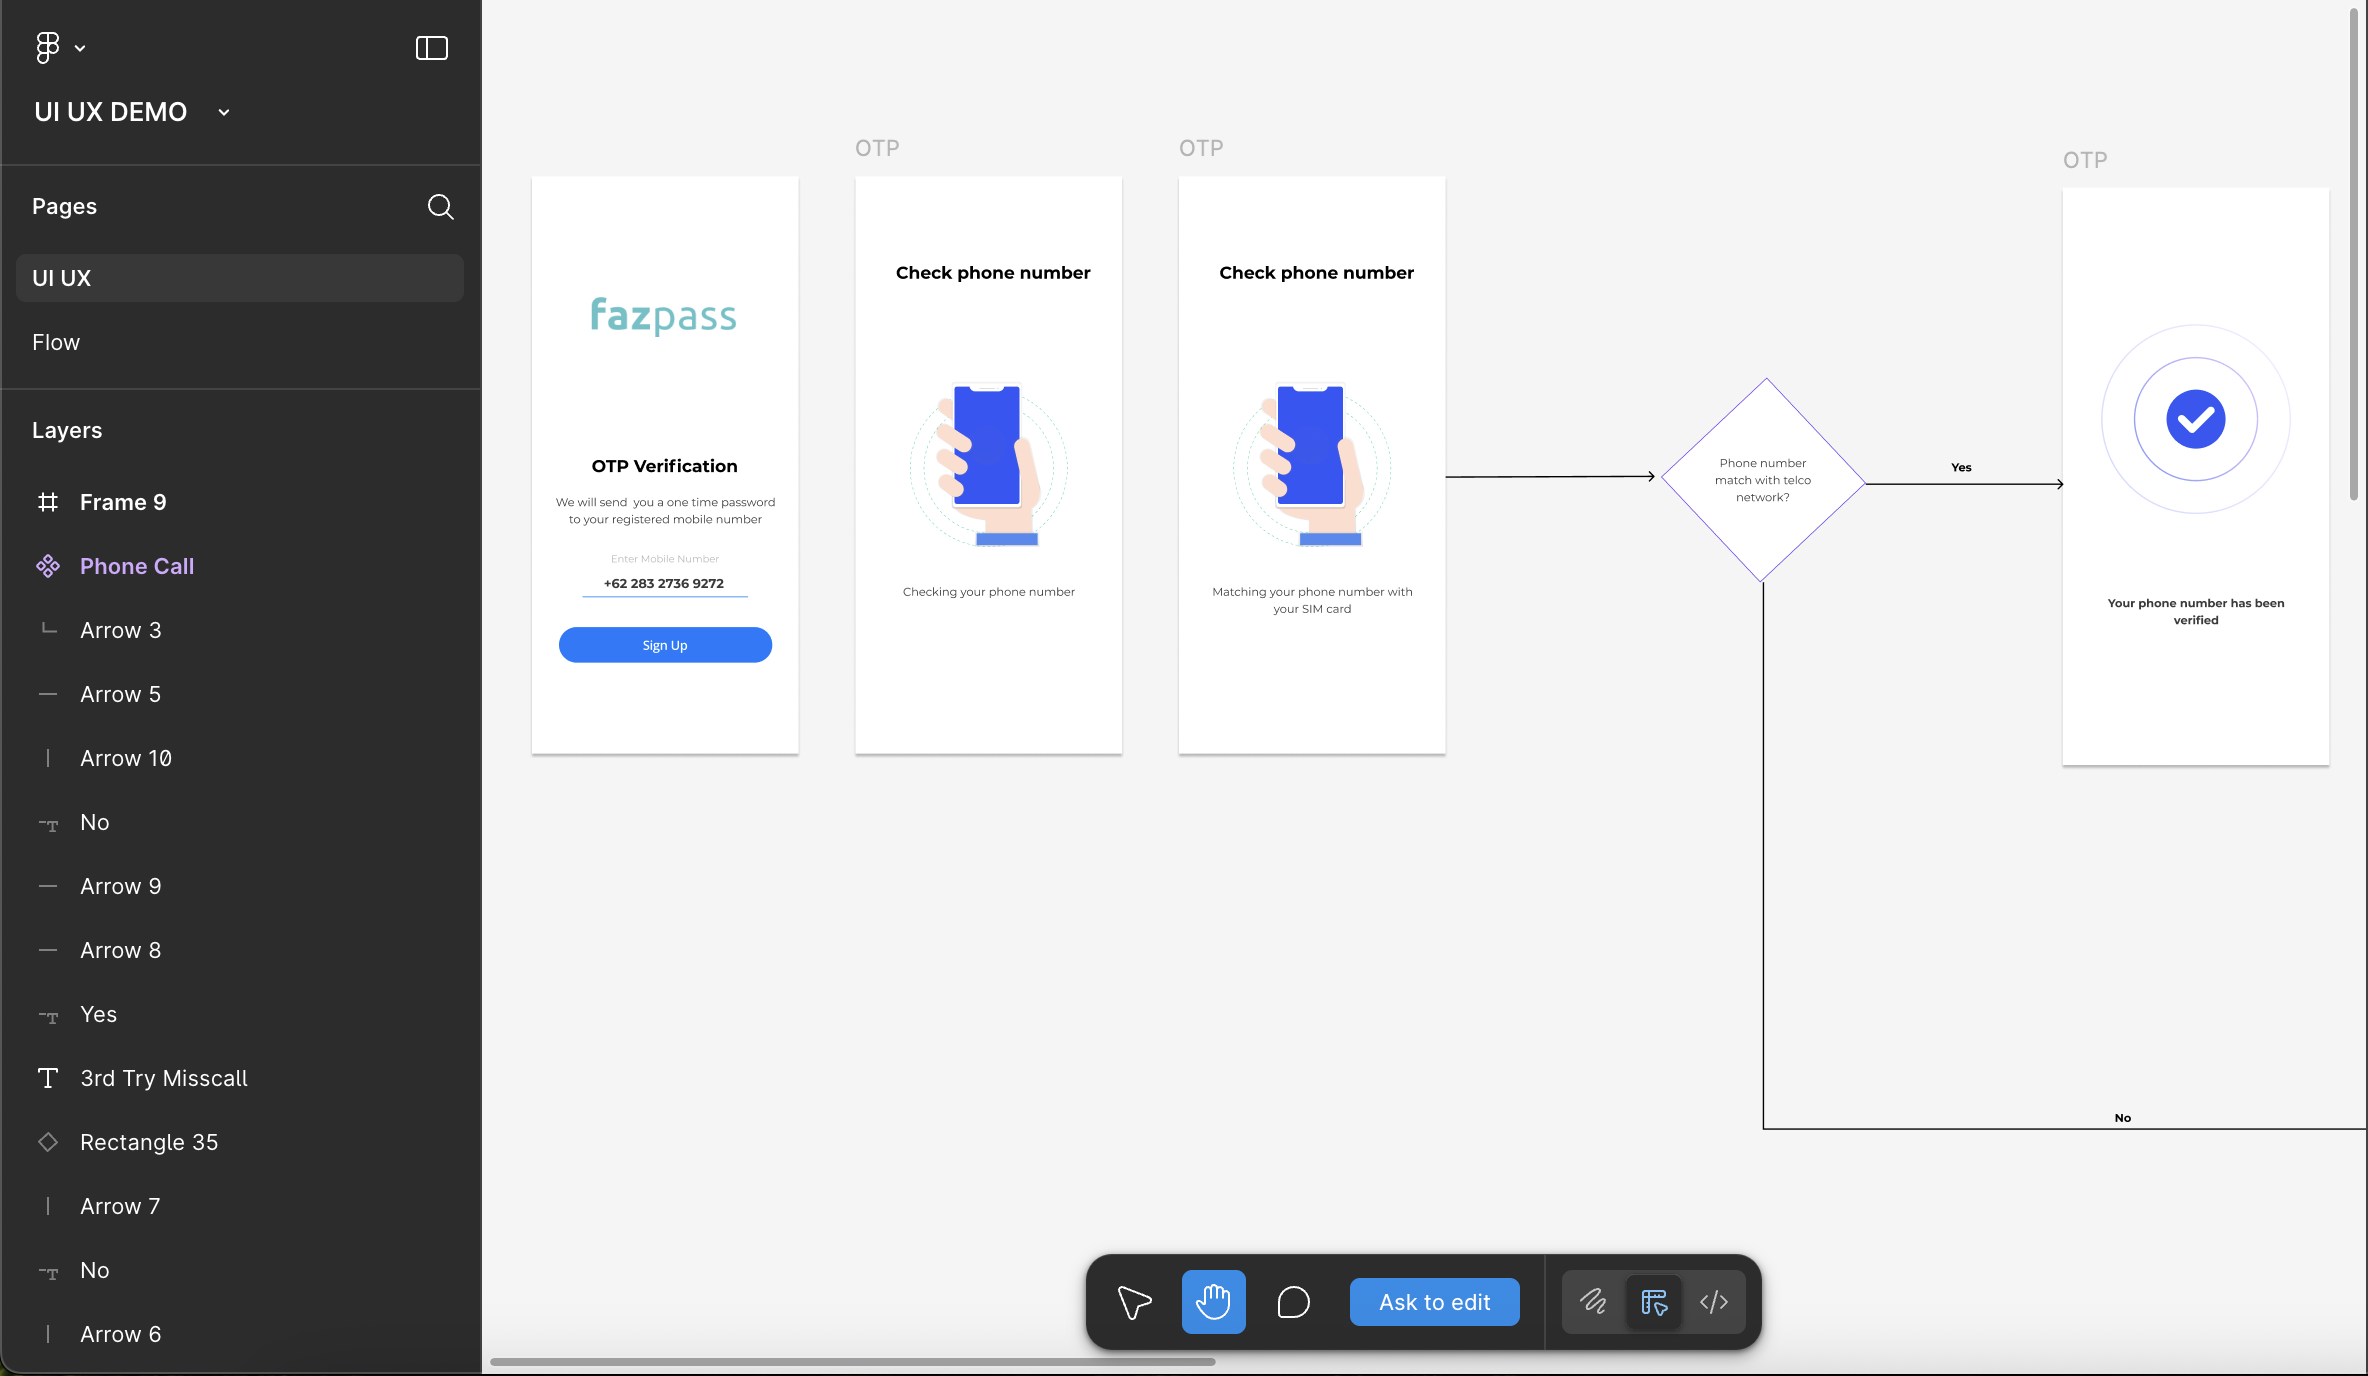 UI UX DEMO
Pages
UI UX
Flow
Layers
Frame 9
Phone Call
Arrow 3
Arrow 5
Arrow 10
No
Arrow 9
Arrow 8
Yes
3rd Try Misscall
Rectangle 35
Arrow 7
No
Arrow 6
fazpass
OTP Verification
We will send you a one time password
to your registered mobile number
Enter Mobile Number
+62 283 2736 9272
Sign Up
OTP
Check phone number
Checking your phone number
OTP
Check phone number
Matching your phone number with
your SIM card
Phone number
match with telco
network?
Yes
No
OTP
Your phone number has been
verified
Ask to edit